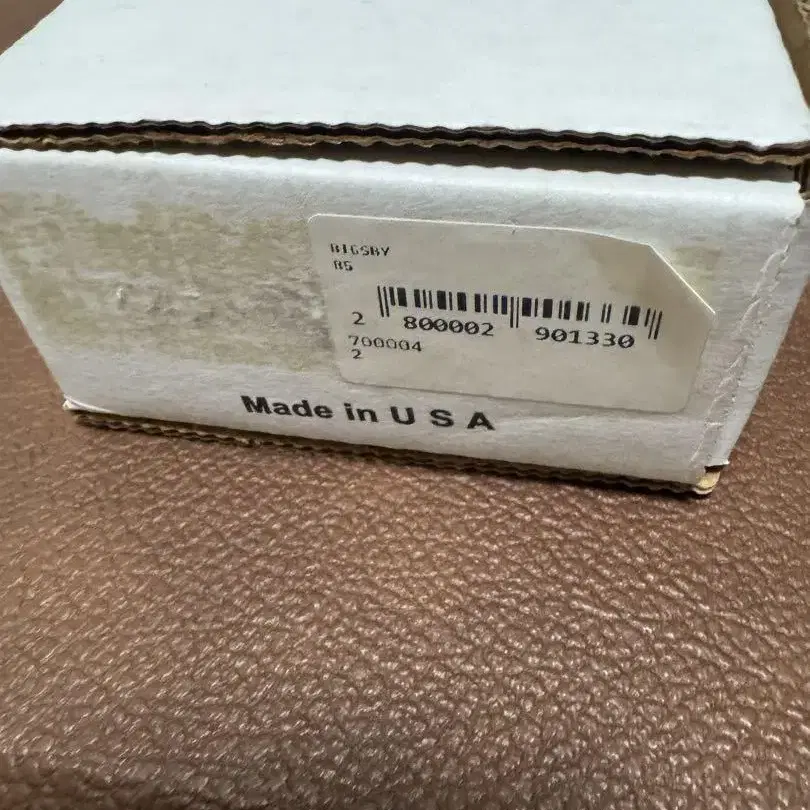 BIGSBY
B5
2 800002 901330
700004
2
Made in U S A